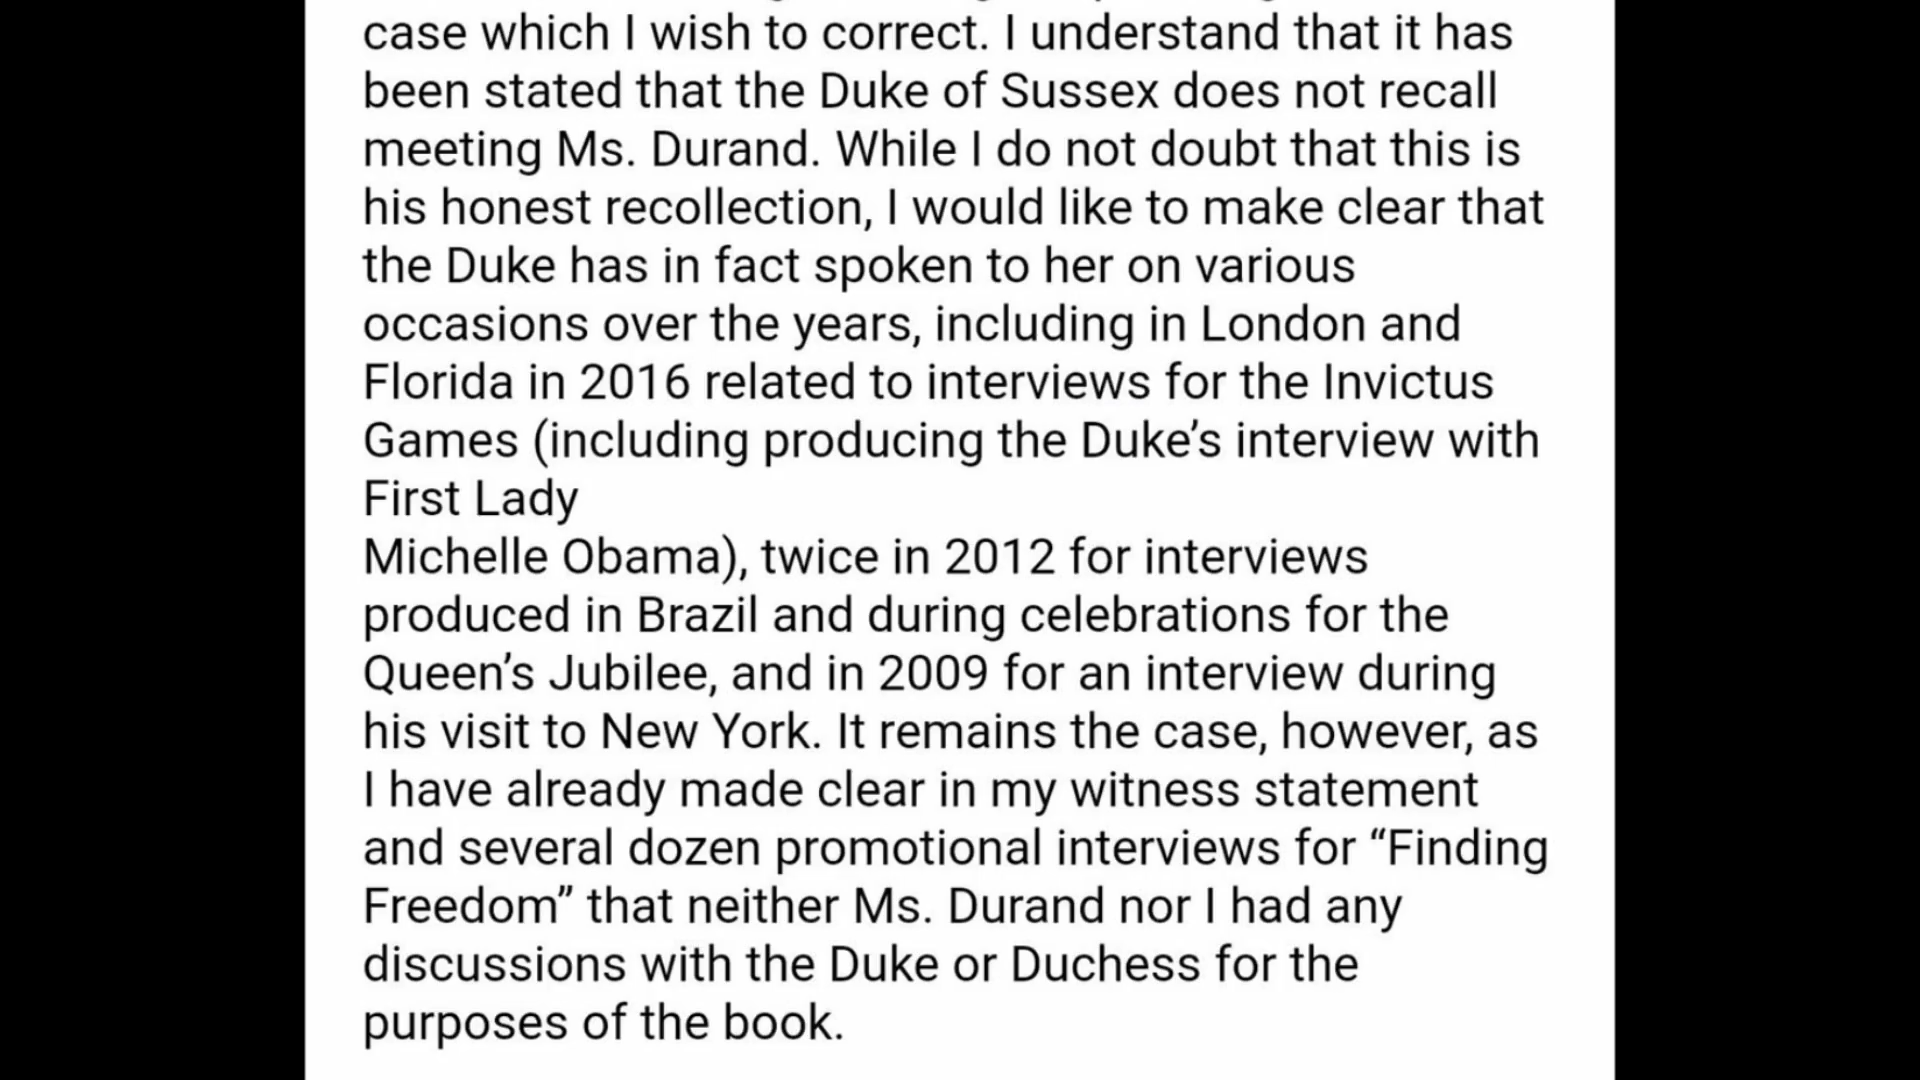 case which I wish to correct. I understand that it has
been stated that the Duke of Sussex does not recall
meeting Ms. Durand. While I do not doubt that this is
his honest recollection, I would like to make clear that
the Duke has in fact spoken to her on various
occasions over the years, including in London and
Florida in 2016 related to interviews for the Invictus
Games (including producing the Duke’s interview with
First Lady
Michelle Obama), twice in 2012 for interviews
produced in Brazil and during celebrations for the
Queen’s Jubilee, and in 2009 for an interview during
his visit to New York. It remains the case, however, as
I have already made clear in my witness statement
and several dozen promotional interviews for “Finding
Freedom” that neither Ms. Durand nor I had any
discussions with the Duke or Duchess for the
purposes of the book.